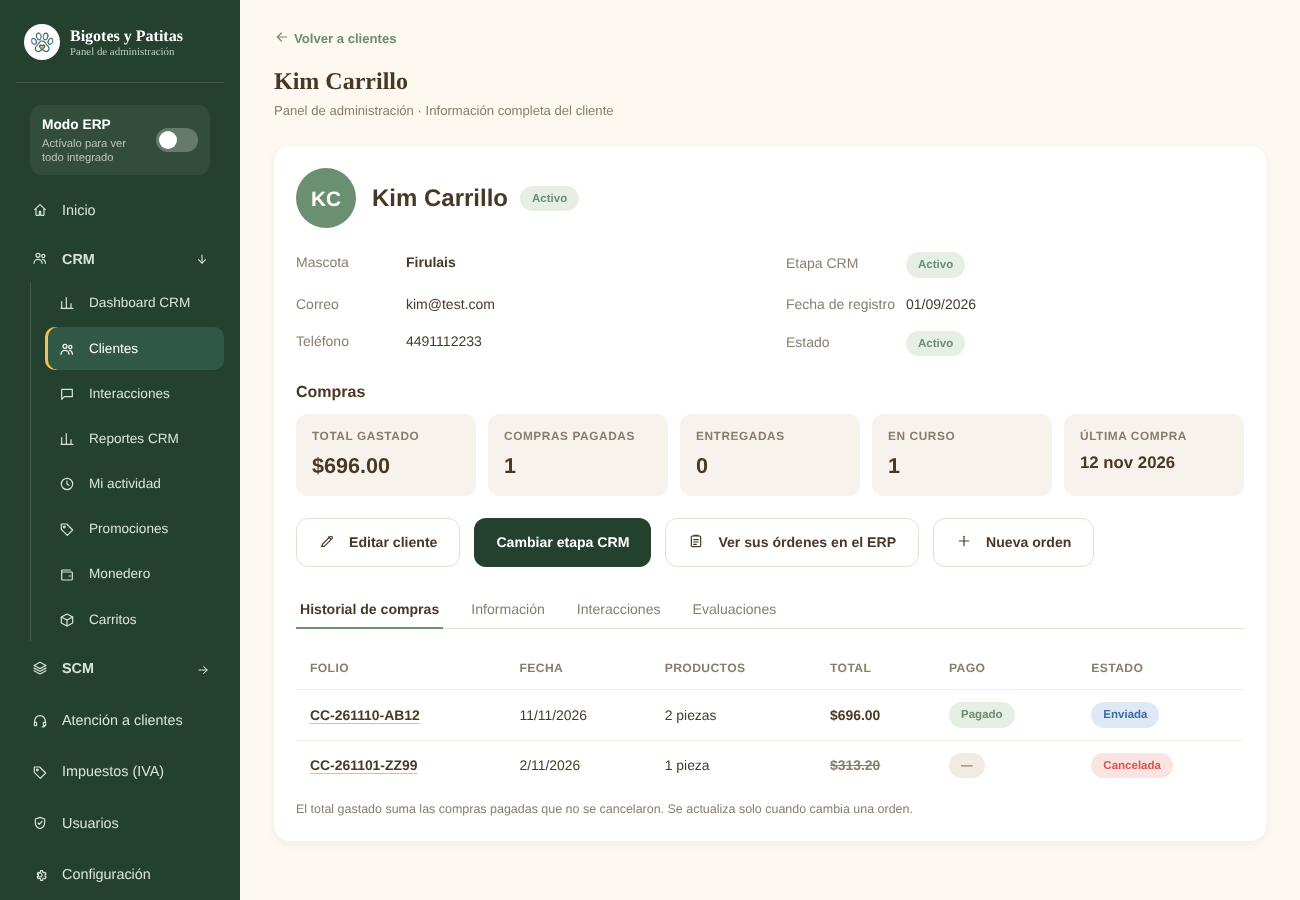 Bigotes y Patitas
Panel de administración
Modo ERP
Actívalo para ver
todo integrado
Inicio
CRM
Dashboard CRM
Clientes
Interacciones
Reportes CRM
Mi actividad
Promociones
Monedero
Carritos
SCM
Atención a clientes
Impuestos (IVA)
Usuarios
Configuración
Volver a clientes
Kim Carrillo
Panel de administración · Información completa del cliente
KC
Kim Carrillo
Activo
Mascota Firulais
Etapa CRM Activo
Correo kim@test.com
Fecha de registro 01/09/2026
Teléfono 4491112233
Estado Activo
Compras
TOTAL GASTADO
$696.00
COMPRAS PAGADAS
1
ENTREGADAS
0
EN CURSO
1
ÚLTIMA COMPRA
12 nov 2026
Editar cliente
Cambiar etapa CRM
Ver sus órdenes en el ERP
Nueva orden
Historial de compras Información Interacciones Evaluaciones
FOLIO FECHA PRODUCTOS TOTAL PAGO ESTADO
CC-261110-AB12 11/11/2026 2 piezas $696.00 Pagado Enviada
CC-261101-ZZ99 2/11/2026 1 pieza $313.20 — Cancelada
El total gastado suma las compras pagadas que no se cancelaron. Se actualiza solo cuando cambia una orden.